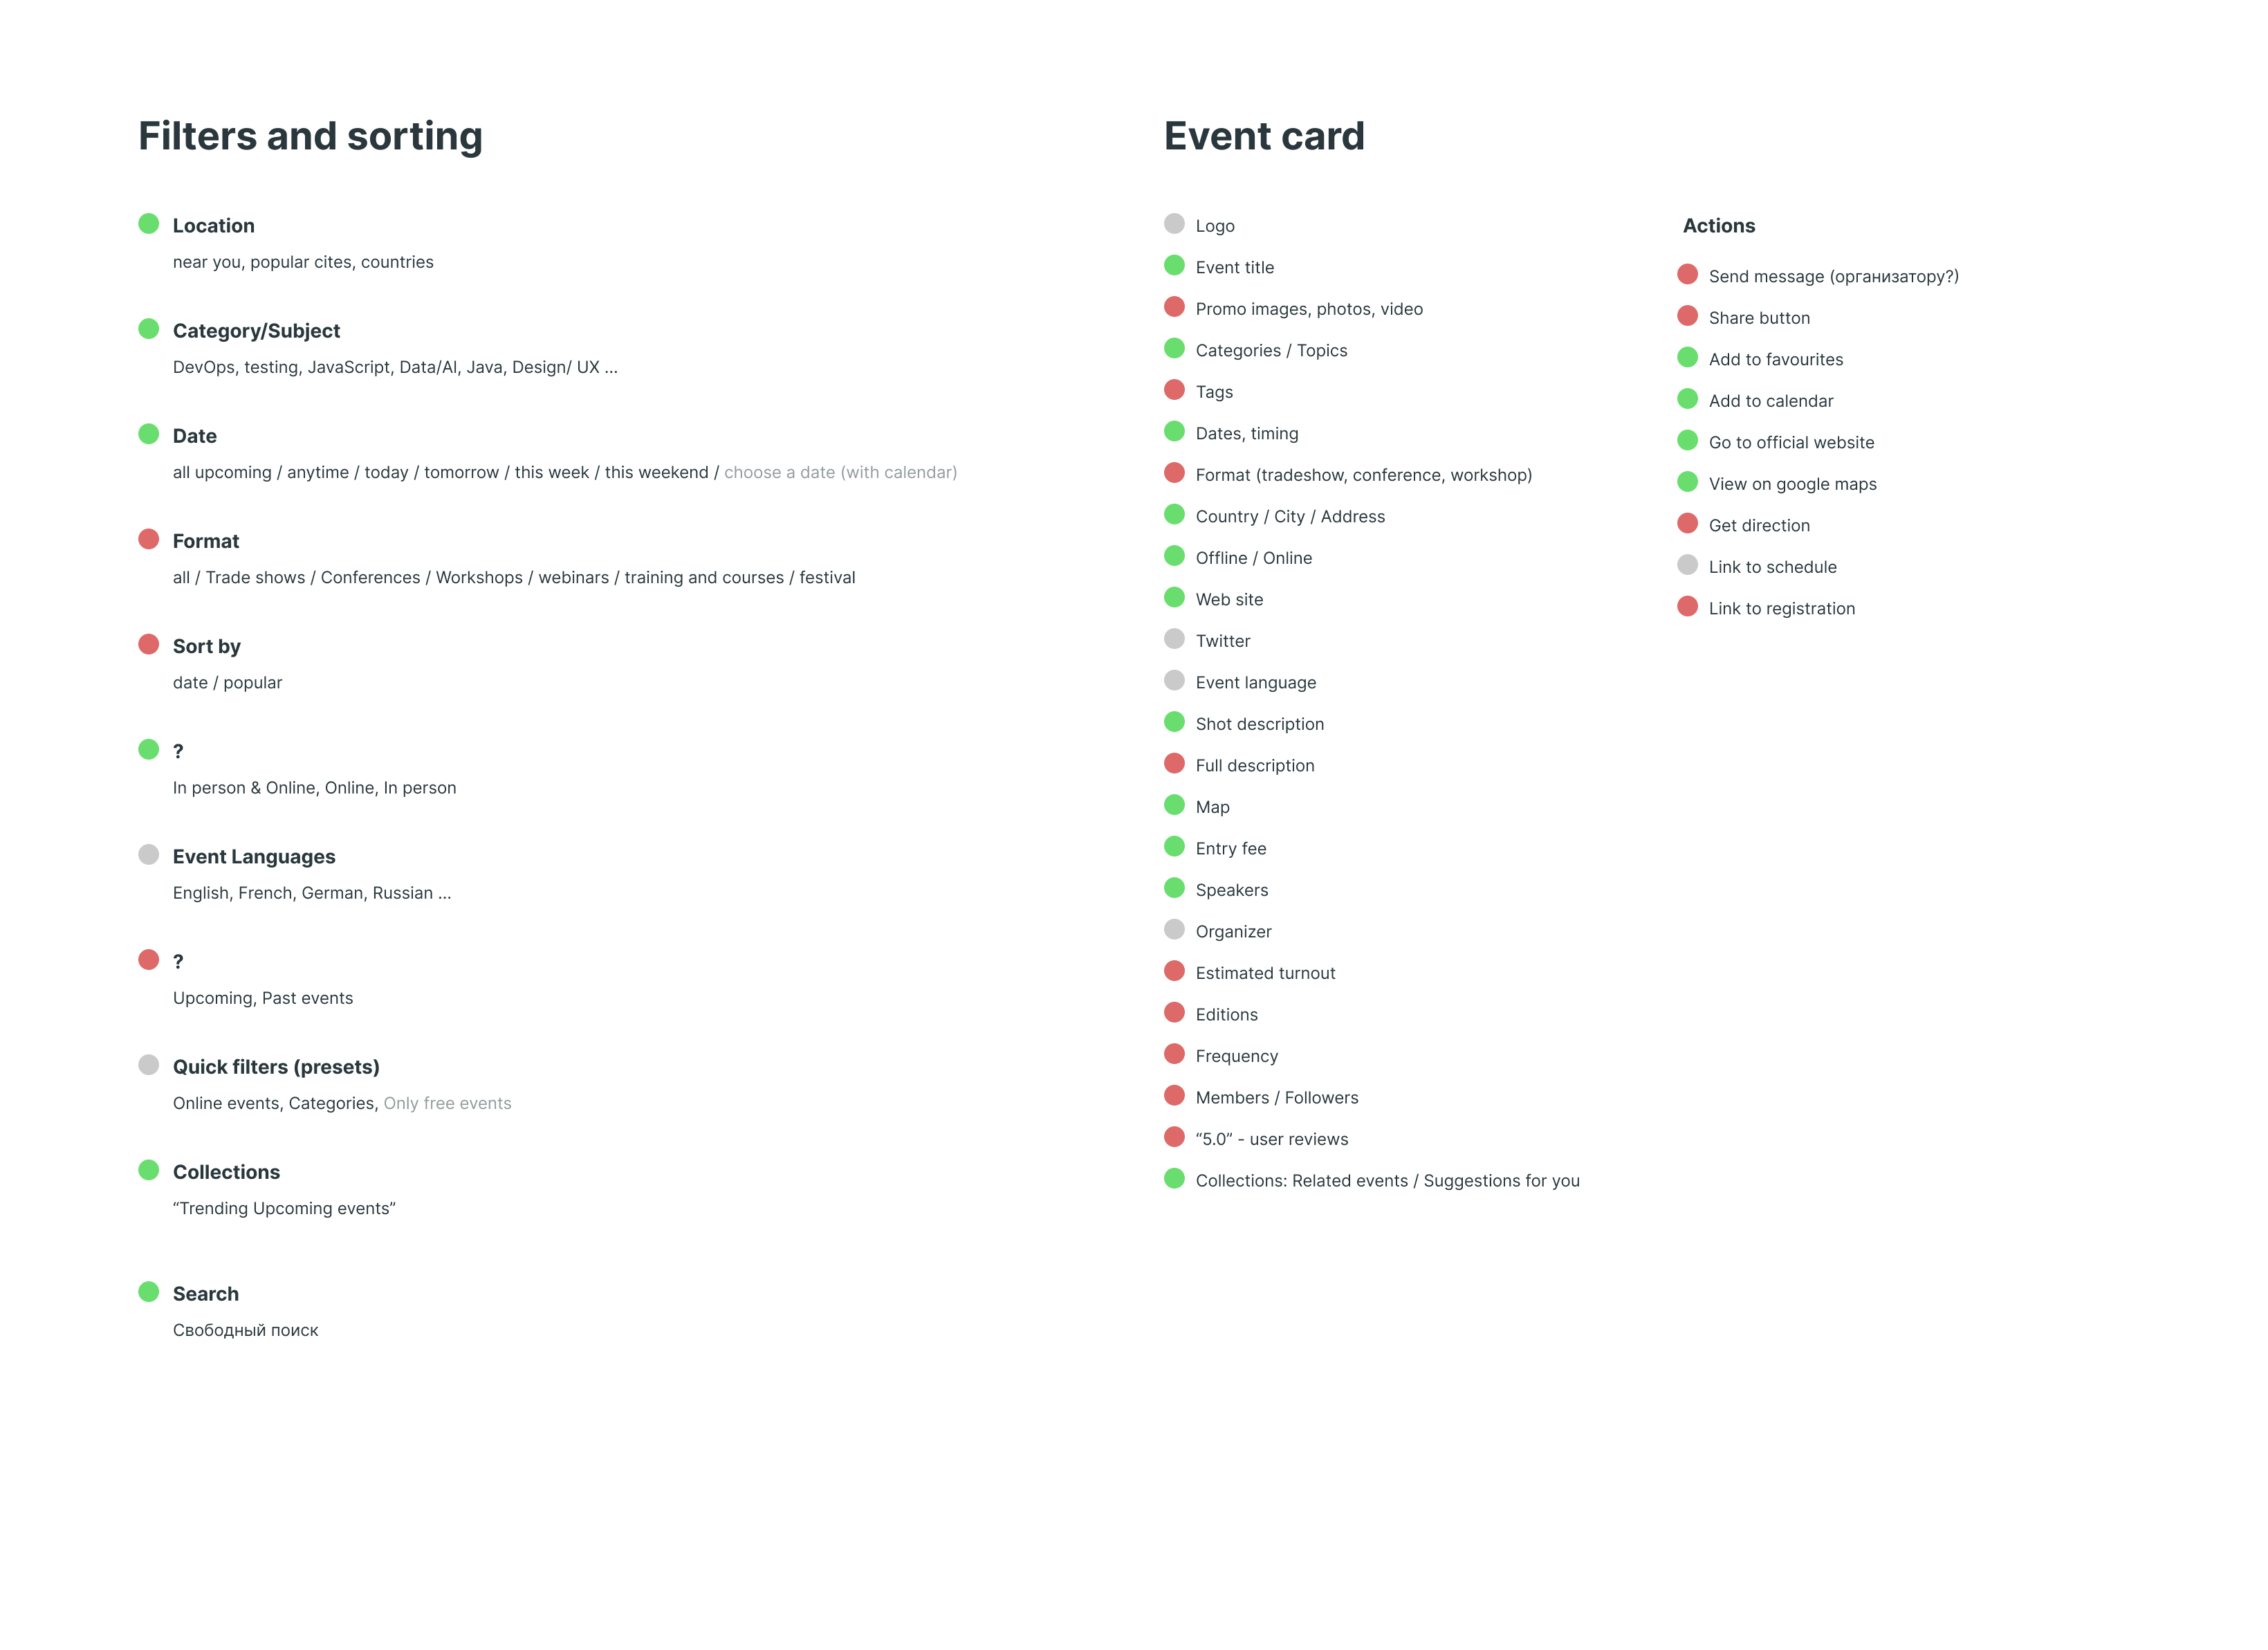 Filters and sorting
Location
near you, popular cites, countries
Category/Subject
DevOps, testing, JavaScript, Data/AI, Java, Design/ UX ...
Date
all upcoming / anytime / today / tomorrow / this week / this weekend / choose a date (with calendar)
Format
all / Trade shows / Conferences / Workshops / webinars / training and courses / festival
Sort by
date / popular
?
In person & Online, Online, In person
Event Languages
English, French, German, Russian ...
?
Upcoming, Past events
Quick filters (presets)
Online events, Categories, Only free events
Collections
“Trending Upcoming events”
Search
Свободный поиск
Event card
Logo
Event title
Promo images, photos, video
Categories / Topics
Tags
Dates, timing
Format (tradeshow, conference, workshop)
Country / City / Address
Offline / Online
Web site
Twitter
Event language
Shot description
Full description
Map
Entry fee
Speakers
Organizer
Estimated turnout
Editions
Frequency
Members / Followers
“5.0” - user reviews
Collections: Related events / Suggestions for you
Actions
Send message (организатору?)
Share button
Add to favourites
Add to calendar
Go to official website
View on google maps
Get direction
Link to schedule
Link to registration